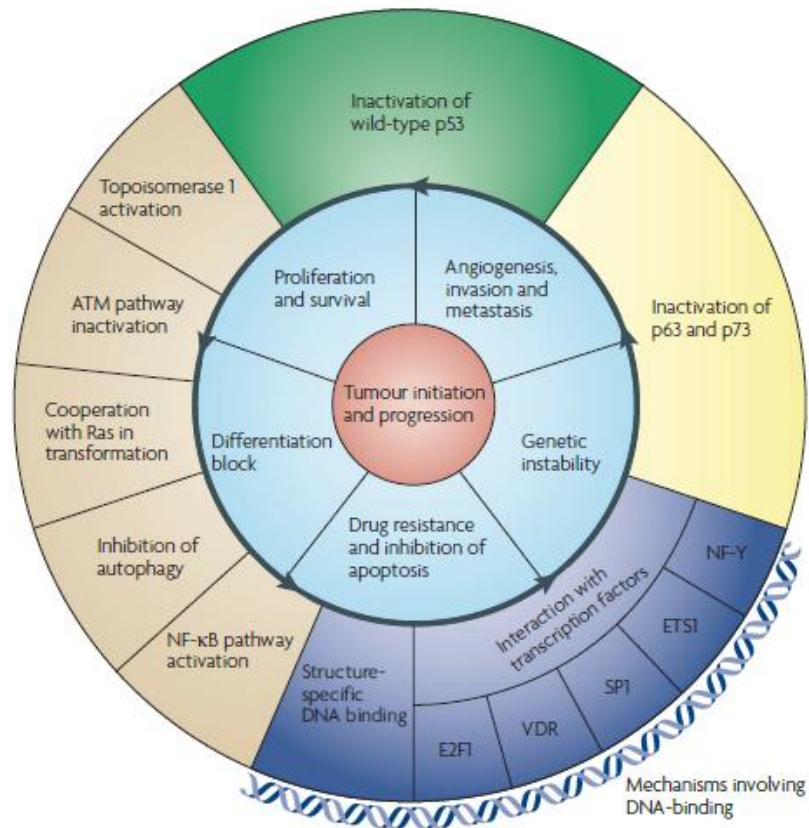 Inactivation of
wild-type p53
Topoisomerase 1
activation
Proliferation
and survival
Angiogenesis,
invasion and
metastasis
ATM pathway
inactivation
Inactivation of
p63 and p73
Tumour initiation
and progression
Cooperation
with Ras in
transformation
Differentiation
block
Genetic
instability
Drug resistance
and inhibition of
apoptosis
Inhibition of
autophagy
NF-κB pathway
activation
Structure-
specific
DNA binding
Interaction with
transcription factors
NF-Y
ETS1
SP1
VDR
E2F1
Mechanisms involving
DNA-binding